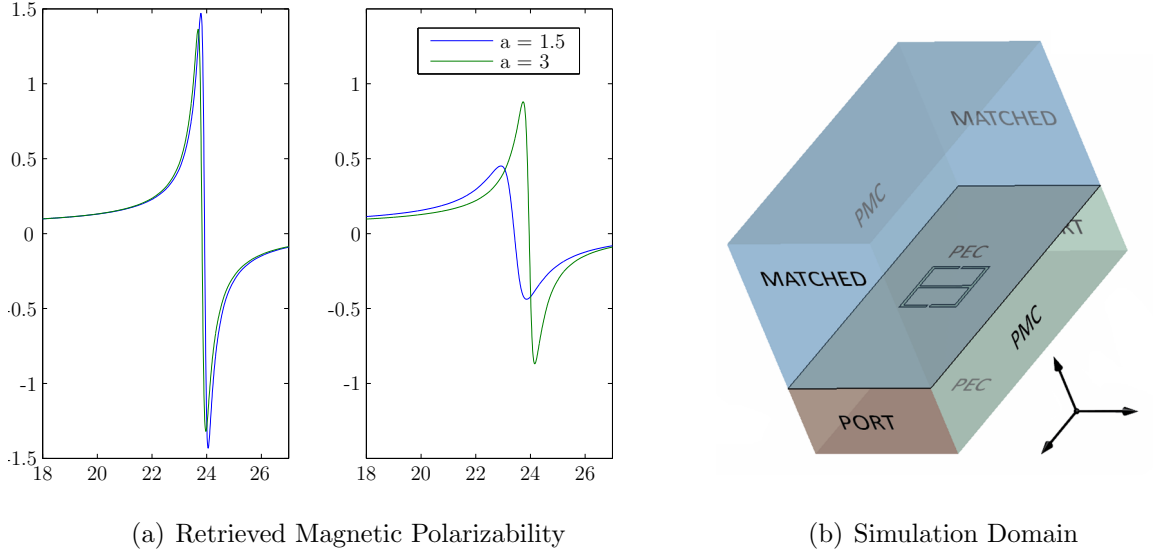 1.5
1
0.5
0
-0.5
-1
-1.5
18 20 22 24 26
a = 1.5
a = 3
1
0.5
0
-0.5
-1
18 20 22 24 26
MATCHED
PMC
PEC
RT
MATCHED
PMC
PEC
PORT
(a) Retrieved Magnetic Polarizability
(b) Simulation Domain